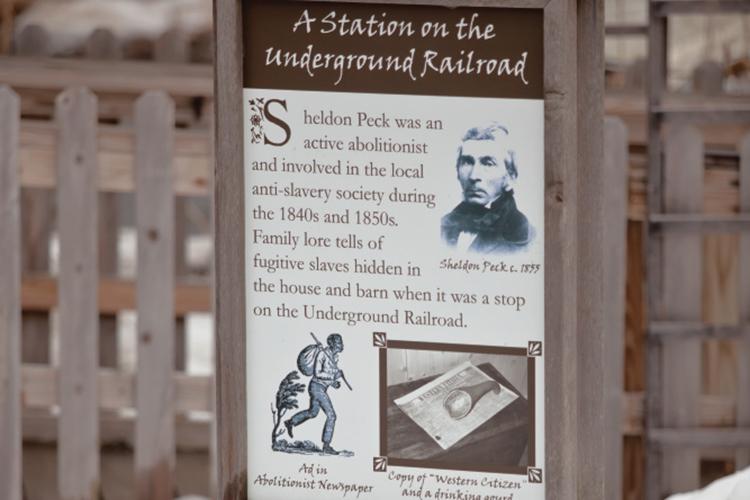 A Station on the
Underground Railroad
Sheldon Peck was an
active abolitionist
and involved in the local
anti-slavery society during
the 1840s and 1850s.
Family lore tells of
fugitive slaves hidden in
the house and barn when it was a stop
on the Underground Railroad.
Sheldon Peck c. 1855
Ad in
Abolitionist Newspaper
Copy of "Western Citizen"
and a drinking gourd